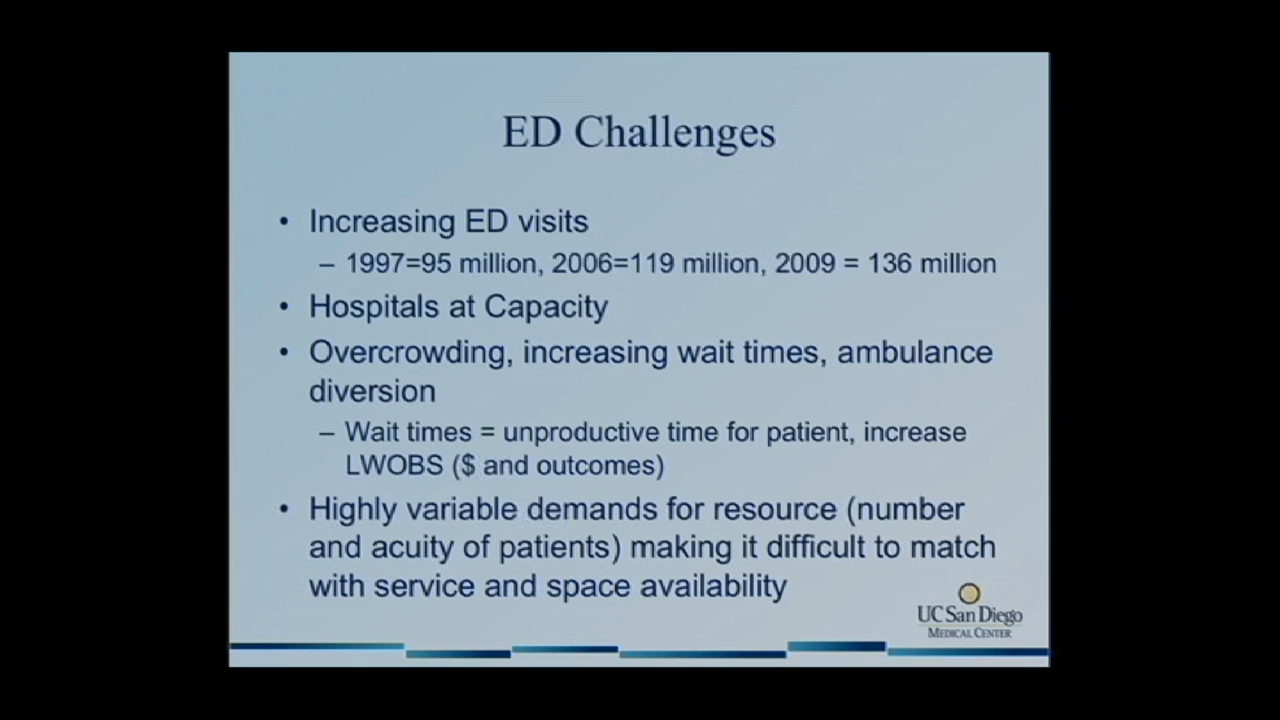 ED Challenges
• Increasing ED visits
– 1997=95 million, 2006=119 million, 2009 = 136 million
• Hospitals at Capacity
• Overcrowding, increasing wait times, ambulance
diversion
– Wait times = unproductive time for patient, increase
LWOBS ($ and outcomes)
• Highly variable demands for resource (number
and acuity of patients) making it difficult to match
with service and space availability
UC San Diego
MEDICAL CENTER